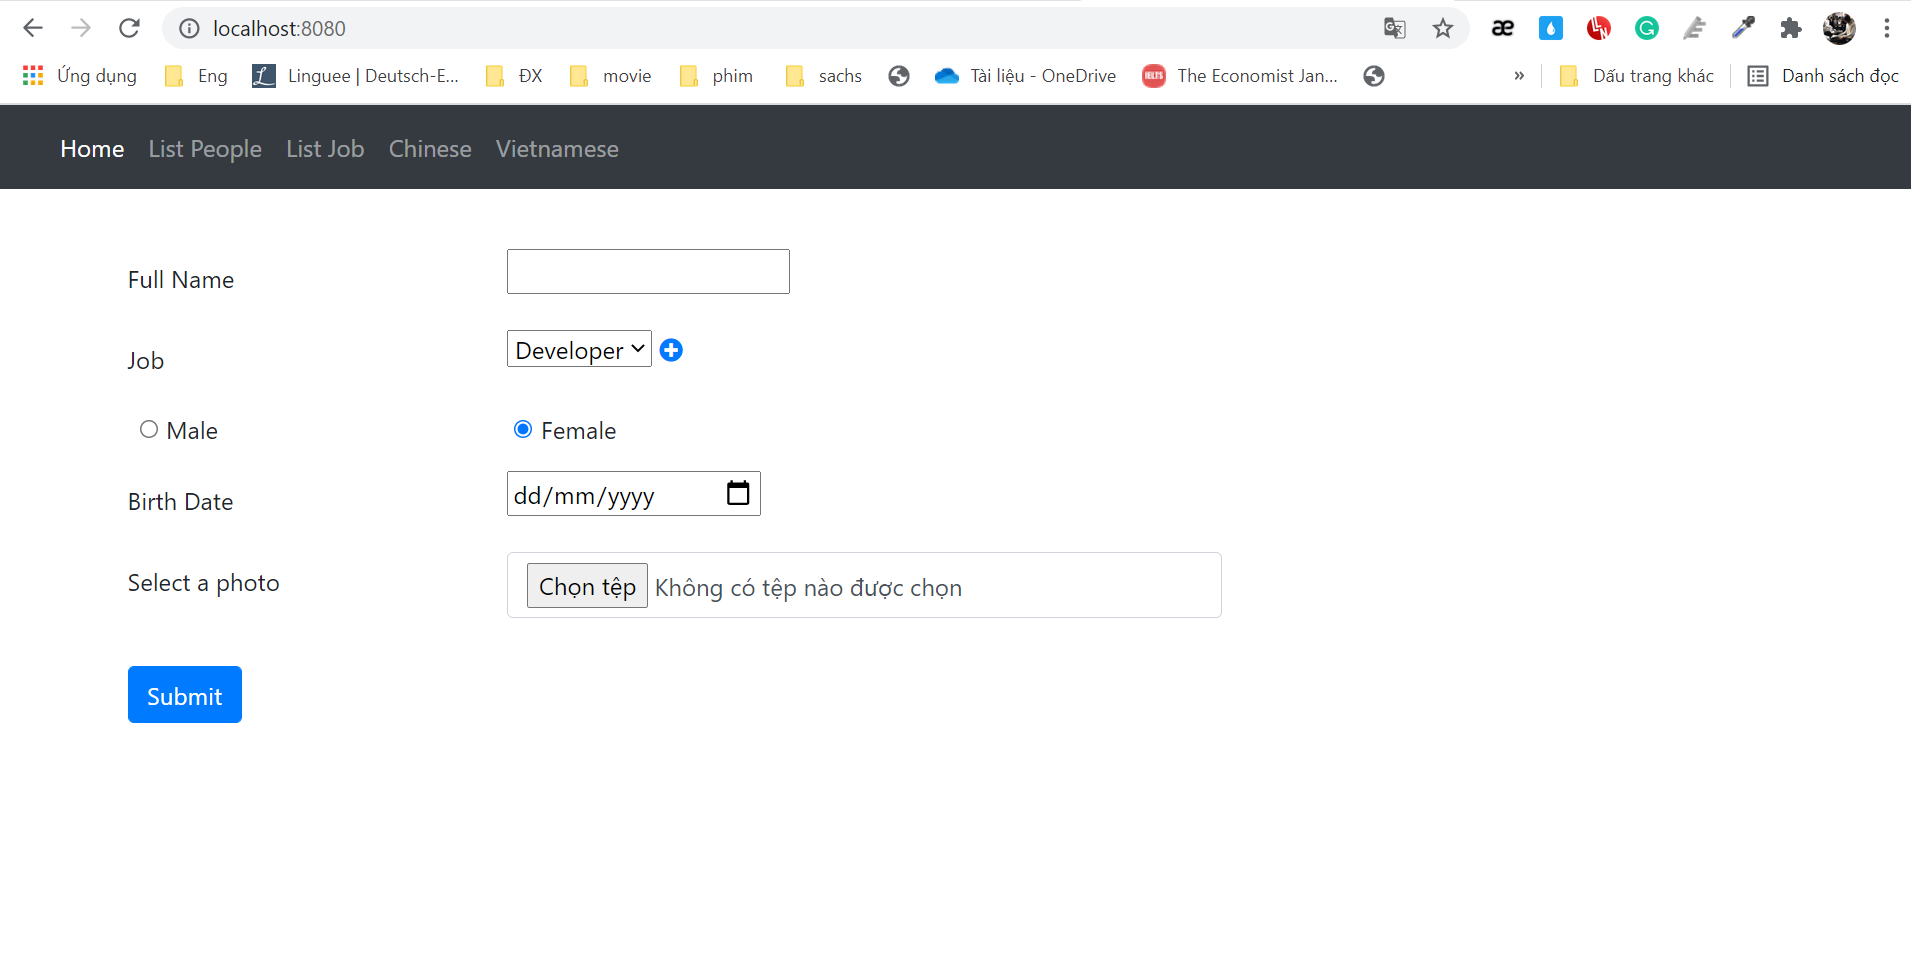 localhost:8080
Ứng dụng Eng Linguee | Deutsch-E... ĐX movie phim sachs Tài liệu - OneDrive IELTS The Economist Jan... » Dấu trang khác Danh sách đọc
Home List People List Job Chinese Vietnamese
Full Name
Job Developer
Male Female
Birth Date dd/mm/yyyy
Select a photo Chọn tệp Không có tệp nào được chọn
Submit